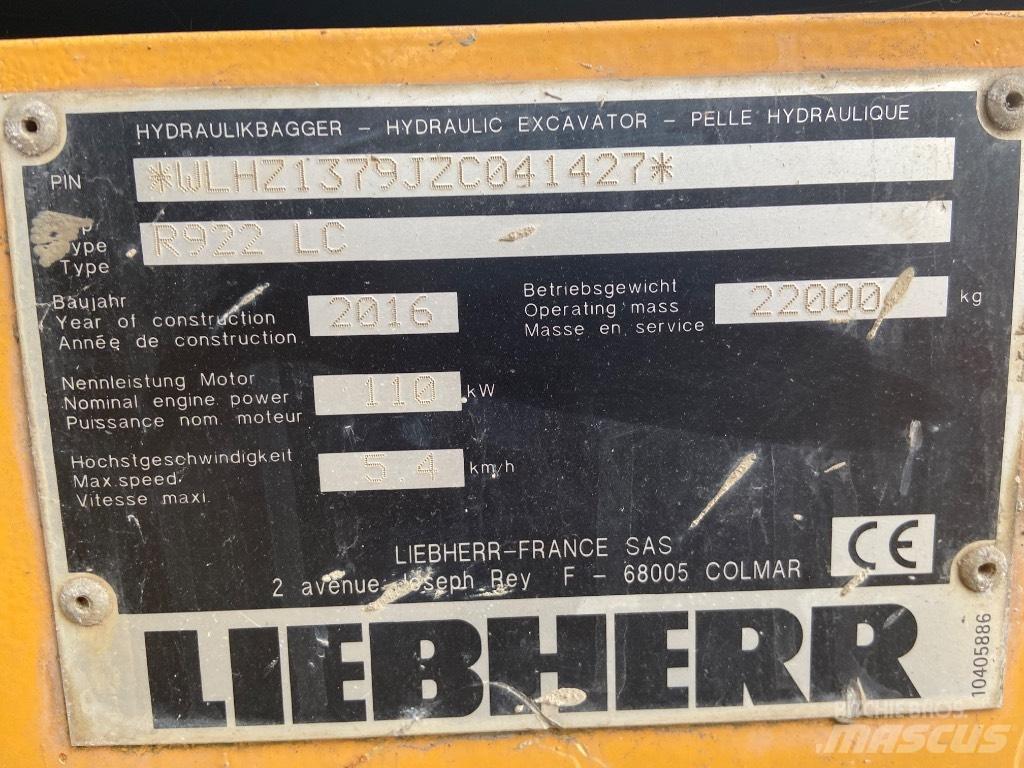 HYDRAULIKBAGGER – HYDRAULIC EXCAVATOR – PELLE HYDRAULIQUE
PIN *WLHZ1379JZC041427*
Type R922 LC
Type
Baujahr
Year of construction 2016
Année de construction
Betriebsgewicht
Operating mass 22000 kg
Masse en service
Nennleistung Motor
Nominal engine power 110 kW
Puissance nom. moteur
Höchstgeschwindigkeit
Max.speed 5.4 km/h
Vitesse maxi.
LIEBHERR-FRANCE SAS
2 avenue Joseph Rey F – 68005 COLMAR
CE
LIEBHERR
10405886
RITCHIE BROS.
MASCUS